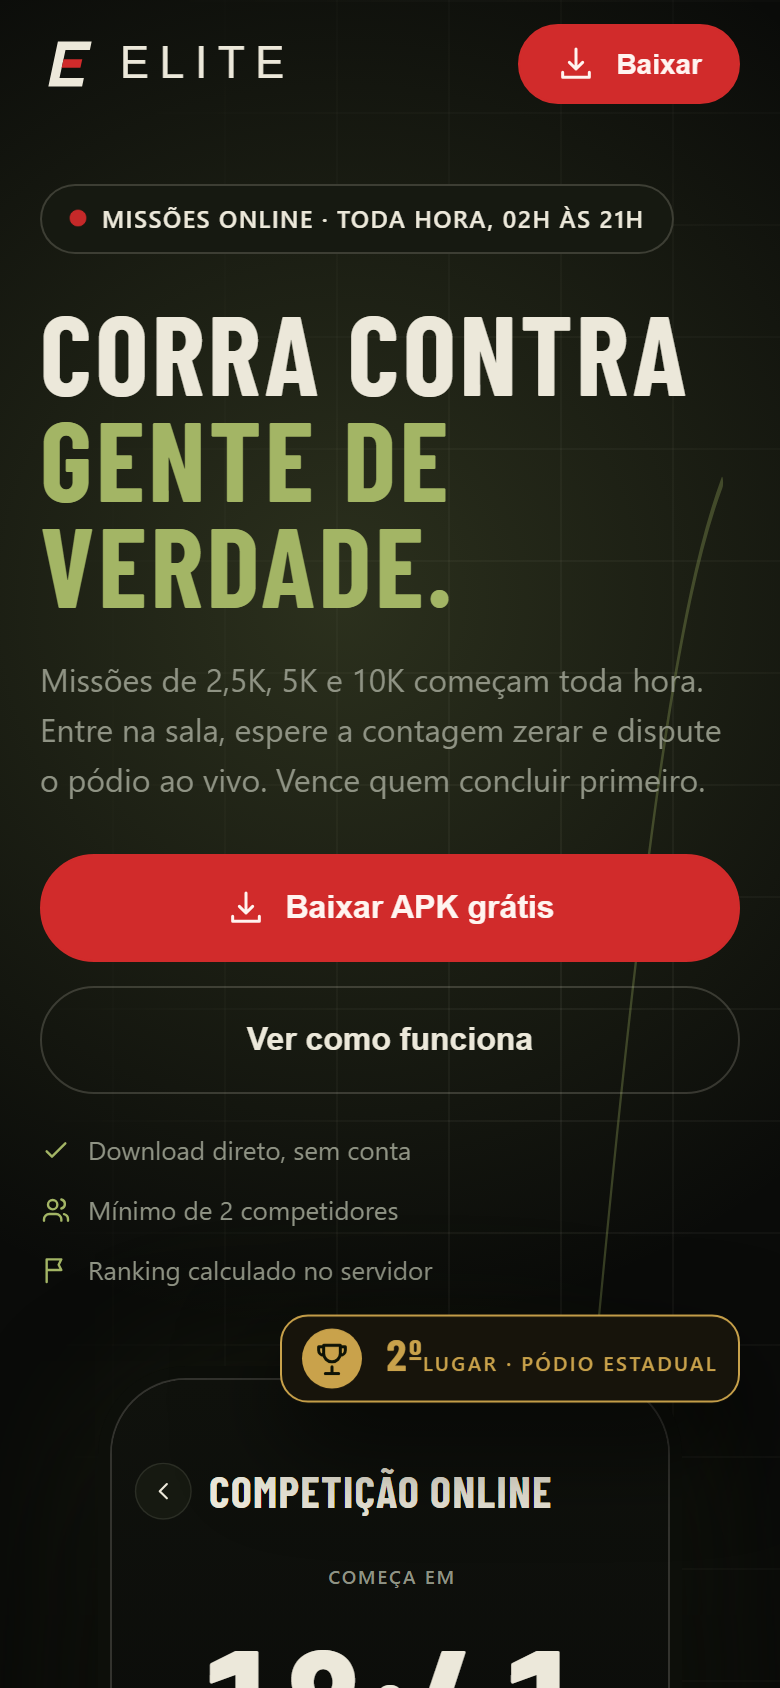 ELITE
Baixar
MISSÕES ONLINE · TODA HORA, 02H ÀS 21H
CORRA CONTRA
GENTE DE
VERDADE.
Missões de 2,5K, 5K e 10K começam toda hora.
Entre na sala, espere a contagem zerar e dispute
o pódio ao vivo. Vence quem concluir primeiro.
Baixar APK grátis
Ver como funciona
Download direto, sem conta
Mínimo de 2 competidores
Ranking calculado no servidor
2º LUGAR · PÓDIO ESTADUAL
COMPETIÇÃO ONLINE
COMEÇA EM